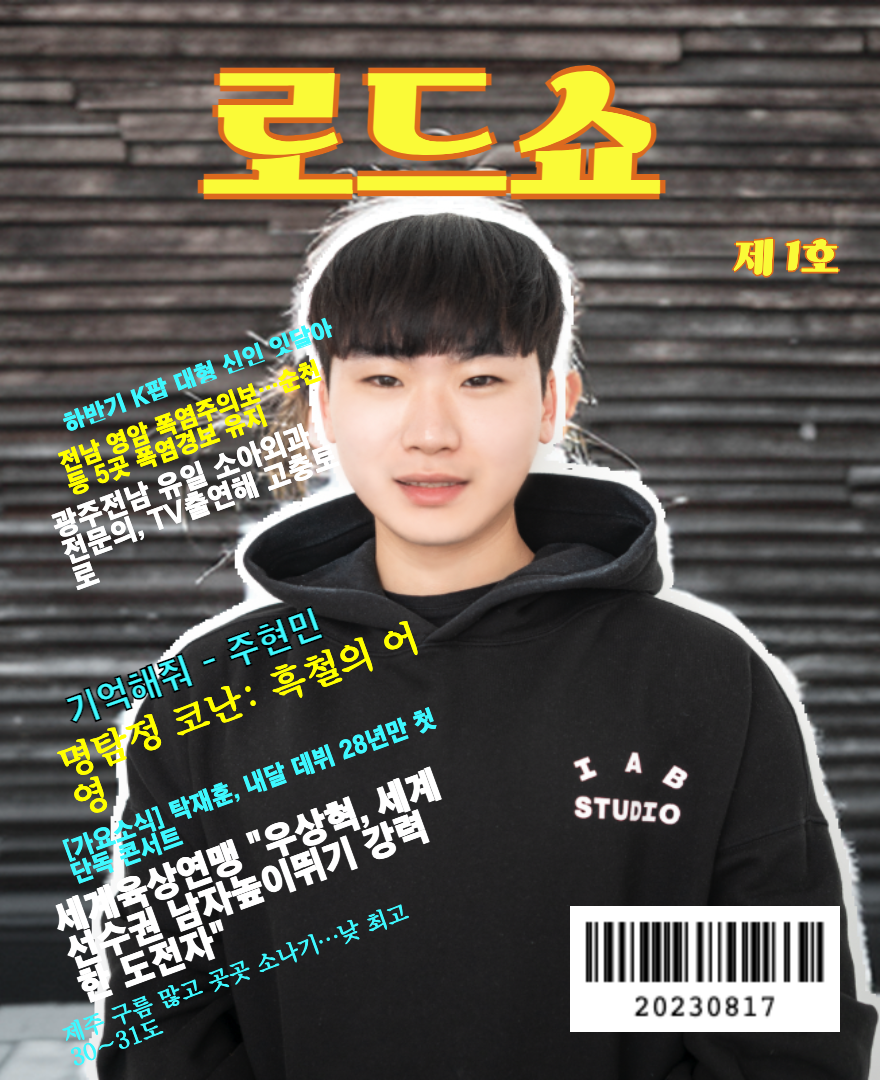 로드쇼
제 1호
하반기 K팝 대형 신인 잇달아
전남 영암 폭염주의보…순천
등 5곳 폭염경보 유지
광주전남 유일 소아외과
전문의, TV출연해 고충토
로
기억해줘 - 주현민
명탐정 코난: 흑철의 어
영
[가요소식] 탁재훈, 내달 데뷔 28년만 첫
단독 콘서트
세계육상연맹 "우상혁, 세계
선수권 남자높이뛰기 강력
한 도전자"
제주 구름 많고 곳곳 소나기…낮 최고
30~31도
I A B
STUDIO
20230817